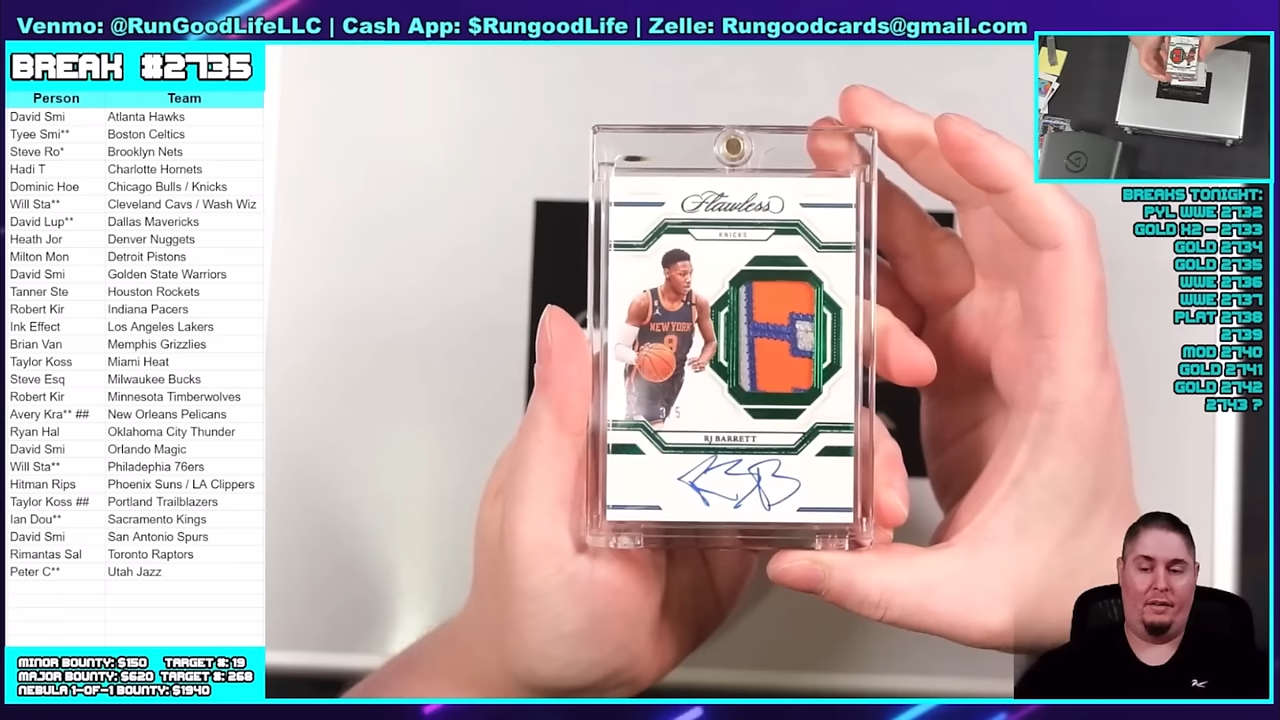 Venmo: @RunGoodLifeLLC | Cash App: $RungoodLife | Zelle: Rungoodcards@gmail.com
BREAK #2735
Person Team
David Smi Atlanta Hawks
Tyee Smi** Boston Celtics
Steve Ro* Brooklyn Nets
Hadi T Charlotte Hornets
Dominic Hoe Chicago Bulls / Knicks
Will Sta** Cleveland Cavs / Wash Wiz
David Lup** Dallas Mavericks
Heath Jor Denver Nuggets
Milton Mon Detroit Pistons
David Smi Golden State Warriors
Tanner Ste Houston Rockets
Robert Kir Indiana Pacers
Ink Effect Los Angeles Lakers
Brian Van Memphis Grizzlies
Taylor Koss Miami Heat
Steve Esq Milwaukee Bucks
Robert Kir Minnesota Timberwolves
Avery Kra** ## New Orleans Pelicans
Ryan Hal Oklahoma City Thunder
David Smi Orlando Magic
Will Sta** Philadephia 76ers
Hitman Rips Phoenix Suns / LA Clippers
Taylor Koss ## Portland Trailblazers
Ian Dou** Sacramento Kings
David Smi San Antonio Spurs
Rimantas Sal Toronto Raptors
Peter C** Utah Jazz
MINOR BOUNTY: $150 TARGET #: 19
MAJOR BOUNTY: $620 TARGET #: 268
NEBULA 1-OF-1 BOUNTY: $1940
Flawless
KNICKS
NEW YORK
9
3/5
RJ BARRETT
BREAKS TONIGHT:
PYL WWE 2732
GOLD X2 - 2733
GOLD 2734
GOLD 2735
WWE 2736
WWE 2737
PLAT 2738
2739
MOD 2740
GOLD 2741
GOLD 2742
2743 ?